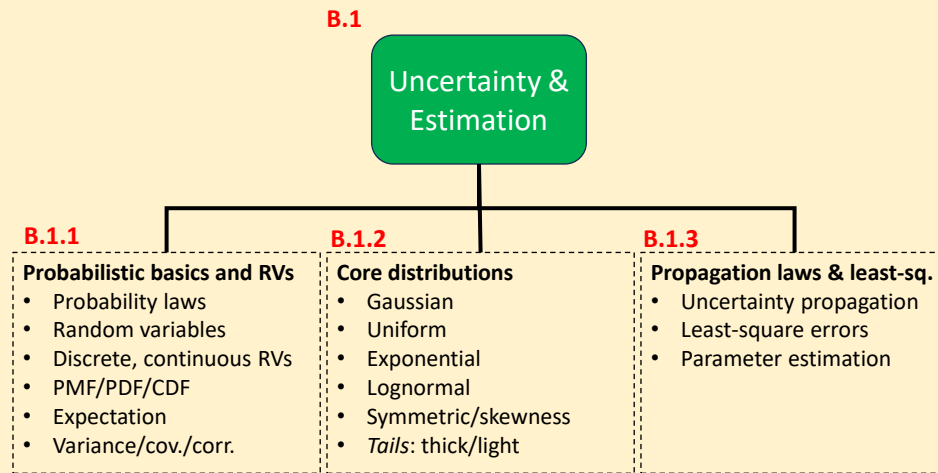 B.1
Uncertainty &
Estimation
B.1.1
Probabilistic basics and RVs
• Probability laws
• Random variables
• Discrete, continuous RVs
• PMF/PDF/CDF
• Expectation
• Variance/cov./corr.
B.1.2
Core distributions
• Gaussian
• Uniform
• Exponential
• Lognormal
• Symmetric/skewness
• Tails: thick/light
B.1.3
Propagation laws & least-sq.
• Uncertainty propagation
• Least-square errors
• Parameter estimation